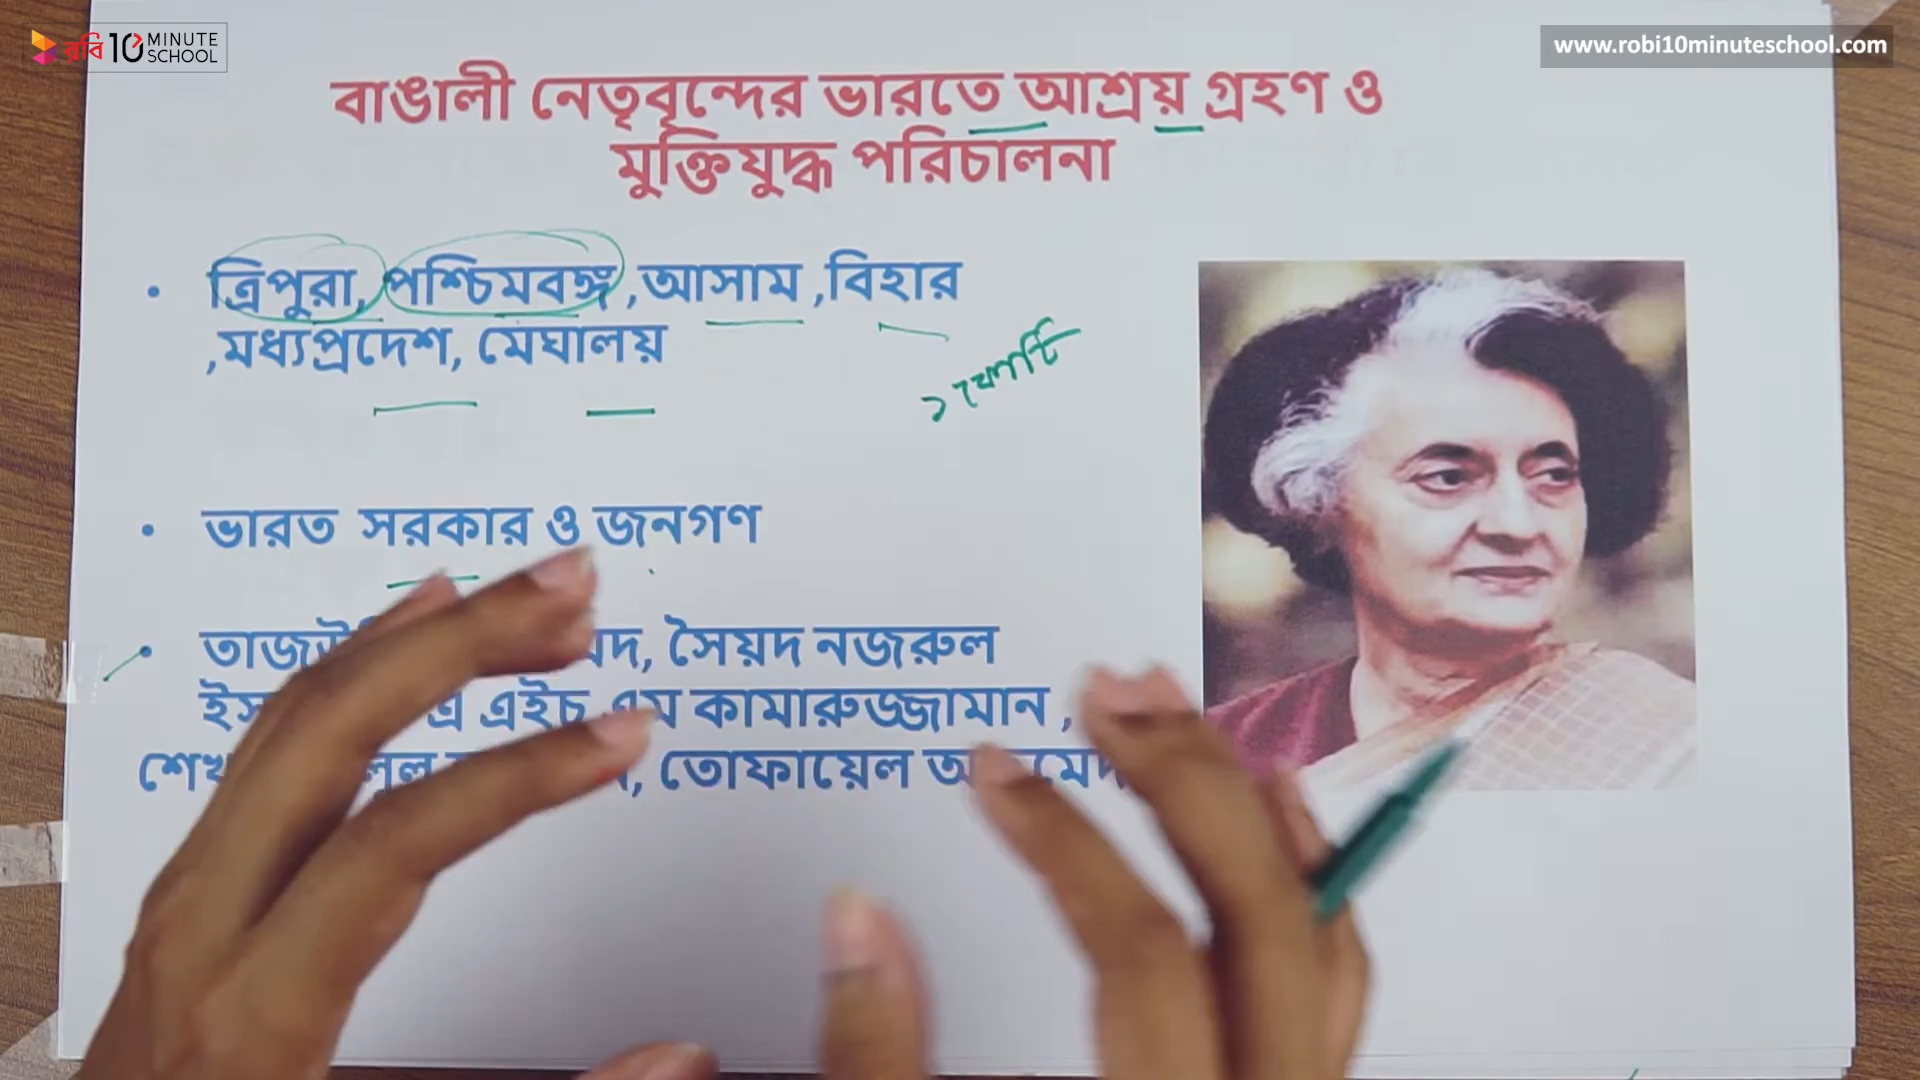 রবি 10 MINUTE SCHOOL
www.robi10minuteschool.com
বাঙালী নেতৃবৃন্দের ভারতে আশ্রয় গ্রহণ ও
মুক্তিযুদ্ধ পরিচালনা
• ত্রিপুরা, পশ্চিমবঙ্গ ,আসাম ,বিহার
,মধ্যপ্রদেশ, মেঘালয়
১ কোটি
• ভারত সরকার ও জনগণ
• সৈয়দ নজরুল
এইচ এম কামারুজ্জামান ,
তোফায়েল